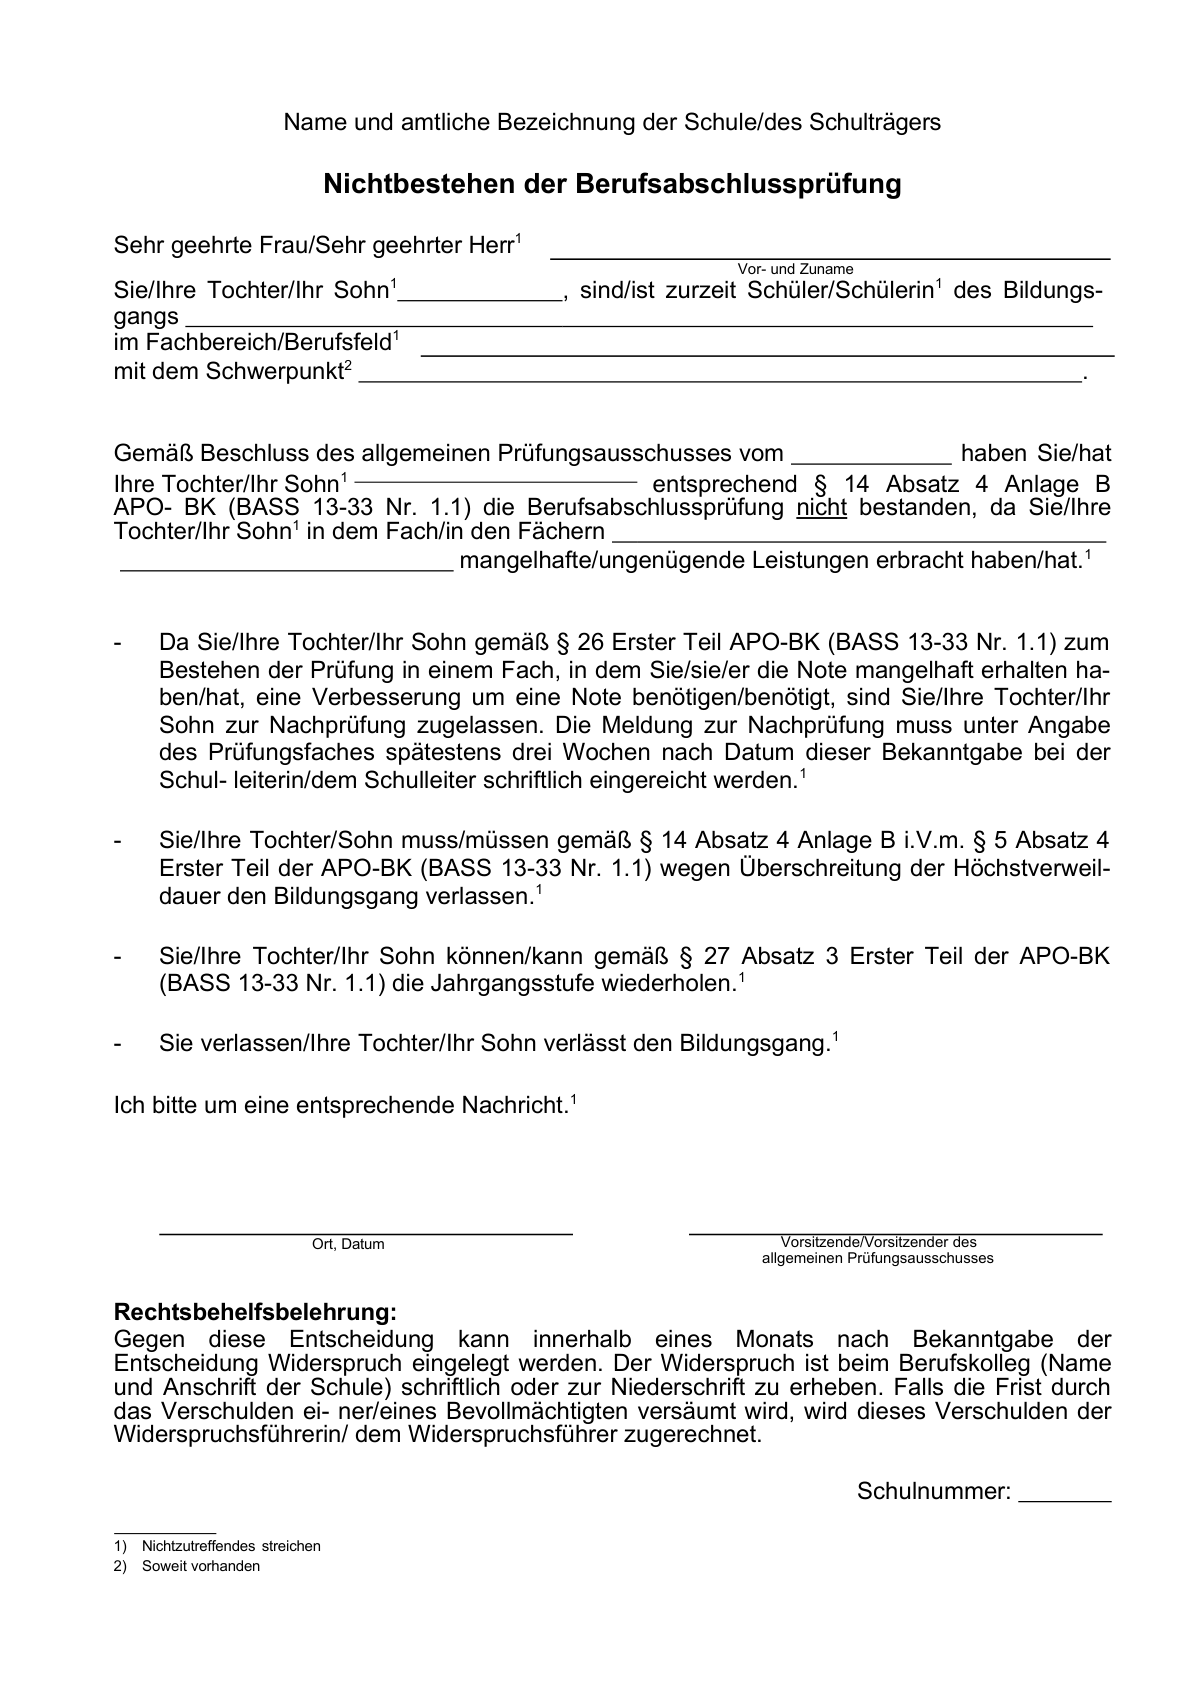 Name und amtliche Bezeichnung der Schule/des Schulträgers
Nichtbestehen der Berufsabschlussprüfung
Sehr geehrte Frau/Sehr geehrter Herr¹ ____________________
Vor- und Zuname
Sie/Ihre Tochter/Ihr Sohn¹_____________, sind/ist zurzeit Schüler/Schülerin¹ des Bildungs-
gangs ____________________
im Fachbereich/Berufsfeld¹ ____________________
mit dem Schwerpunkt² ____________________.
Gemäß Beschluss des allgemeinen Prüfungsausschusses vom ____________ haben Sie/hat
Ihre Tochter/Ihr Sohn¹ ____________________ entsprechend § 14 Absatz 4 Anlage B
APO- BK (BASS 13-33 Nr. 1.1) die Berufsabschlussprüfung nicht bestanden, da Sie/Ihre
Tochter/Ihr Sohn¹ in dem Fach/in den Fächern ____________________
____________________ mangelhafte/ungenügende Leistungen erbracht haben/hat.¹
- Da Sie/Ihre Tochter/Ihr Sohn gemäß § 26 Erster Teil APO-BK (BASS 13-33 Nr. 1.1) zum
Bestehen der Prüfung in einem Fach, in dem Sie/sie/er die Note mangelhaft erhalten ha-
ben/hat, eine Verbesserung um eine Note benötigen/benötigt, sind Sie/Ihre Tochter/Ihr
Sohn zur Nachprüfung zugelassen. Die Meldung zur Nachprüfung muss unter Angabe
des Prüfungsfaches spätestens drei Wochen nach Datum dieser Bekanntgabe bei der
Schul- leiterin/dem Schulleiter schriftlich eingereicht werden.¹
- Sie/Ihre Tochter/Sohn muss/müssen gemäß § 14 Absatz 4 Anlage B i.V.m. § 5 Absatz 4
Erster Teil der APO-BK (BASS 13-33 Nr. 1.1) wegen Überschreitung der Höchstverweil-
dauer den Bildungsgang verlassen.¹
- Sie/Ihre Tochter/Ihr Sohn können/kann gemäß § 27 Absatz 3 Erster Teil der APO-BK
(BASS 13-33 Nr. 1.1) die Jahrgangsstufe wiederholen.¹
- Sie verlassen/Ihre Tochter/Ihr Sohn verlässt den Bildungsgang.¹
Ich bitte um eine entsprechende Nachricht.¹
Ort, Datum
Vorsitzende/Vorsitzender des
allgemeinen Prüfungsausschusses
Rechtsbehelfsbelehrung:
Gegen diese Entscheidung kann innerhalb eines Monats nach Bekanntgabe der
Entscheidung Widerspruch eingelegt werden. Der Widerspruch ist beim Berufskolleg (Name
und Anschrift der Schule) schriftlich oder zur Niederschrift zu erheben. Falls die Frist durch
das Verschulden ei- ner/eines Bevollmächtigten versäumt wird, wird dieses Verschulden der
Widerspruchsführerin/ dem Widerspruchsführer zugerechnet.
Schulnummer: _______
1) Nichtzutreffendes streichen
2) Soweit vorhanden